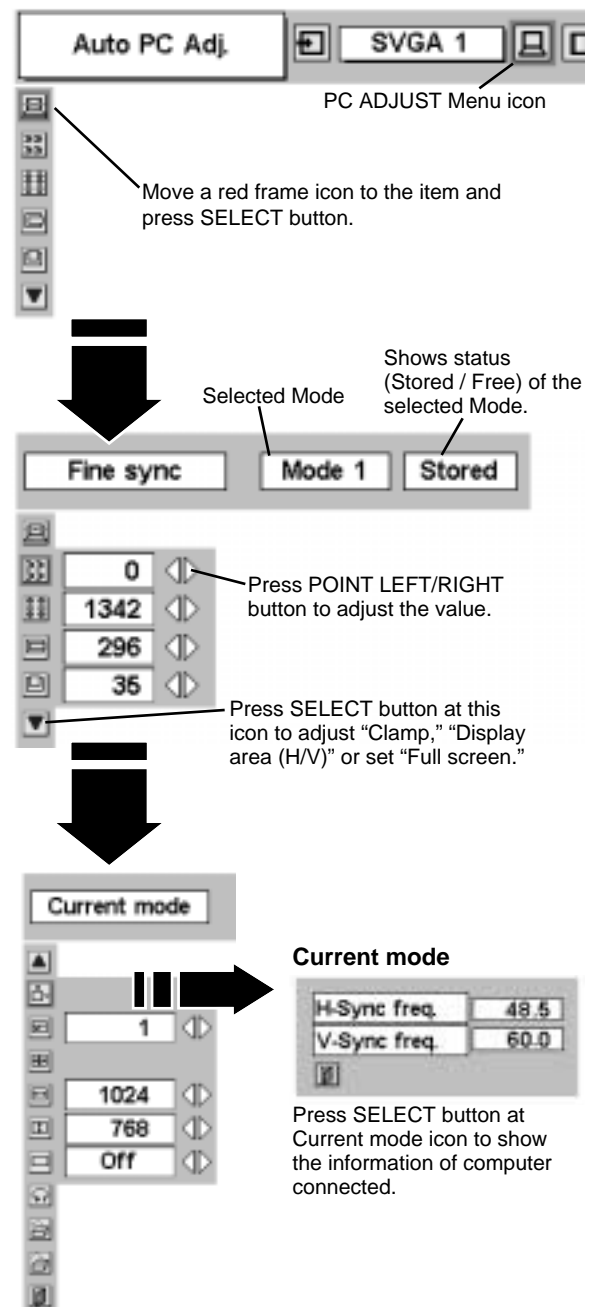 Auto PC Adj.
SVGA 1
PC ADJUST Menu icon
Move a red frame icon to the item and
press SELECT button.
Shows status
(Stored / Free) of the
selected Mode.
Selected Mode
Fine sync
Mode 1
Stored
0
Press POINT LEFT/RIGHT
button to adjust the value.
1342
296
35
Press SELECT button at this
icon to adjust “Clamp,” “Display
area (H/V)” or set “Full screen.”
Current mode
Current mode
1
H-Sync freq. 48.5
V-Sync freq. 60.0
1024
768
Off
Press SELECT button at
Current mode icon to show
the information of computer
connected.